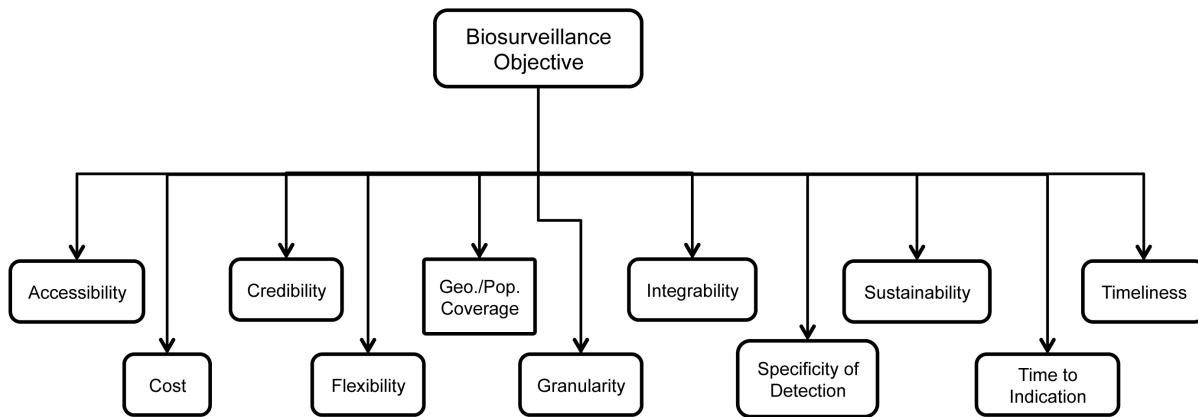 Biosurveillance
Objective
Accessibility
Credibility
Geo./Pop.
Coverage
Integrability
Sustainability
Timeliness
Cost
Flexibility
Granularity
Specificity of
Detection
Time to
Indication